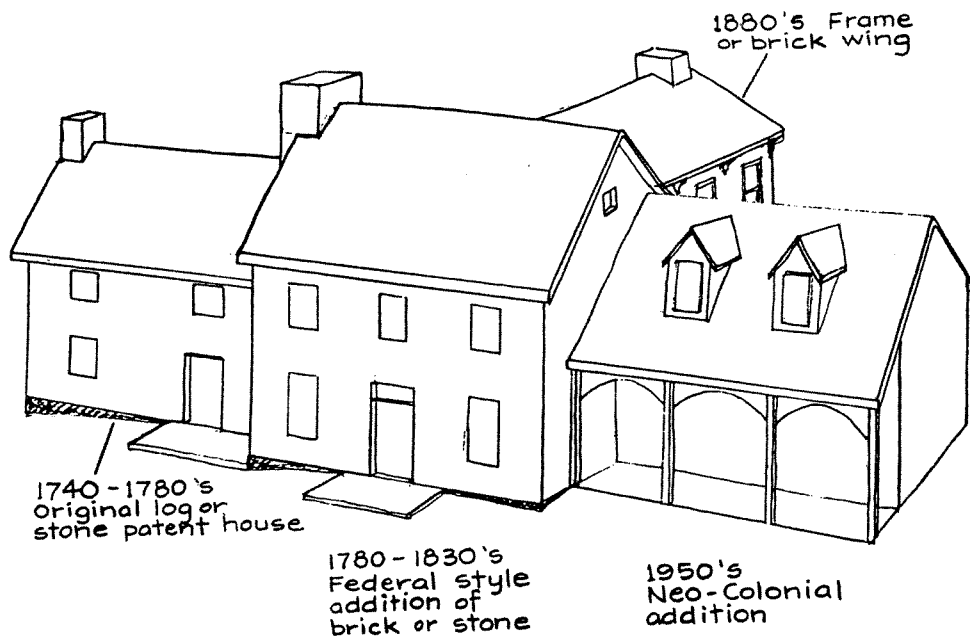 1880's Frame
or brick wing
1740-1780's
Original log or
stone patent house
1780-1830's
Federal style
addition of
brick or stone
1950's
Neo-Colonial
addition